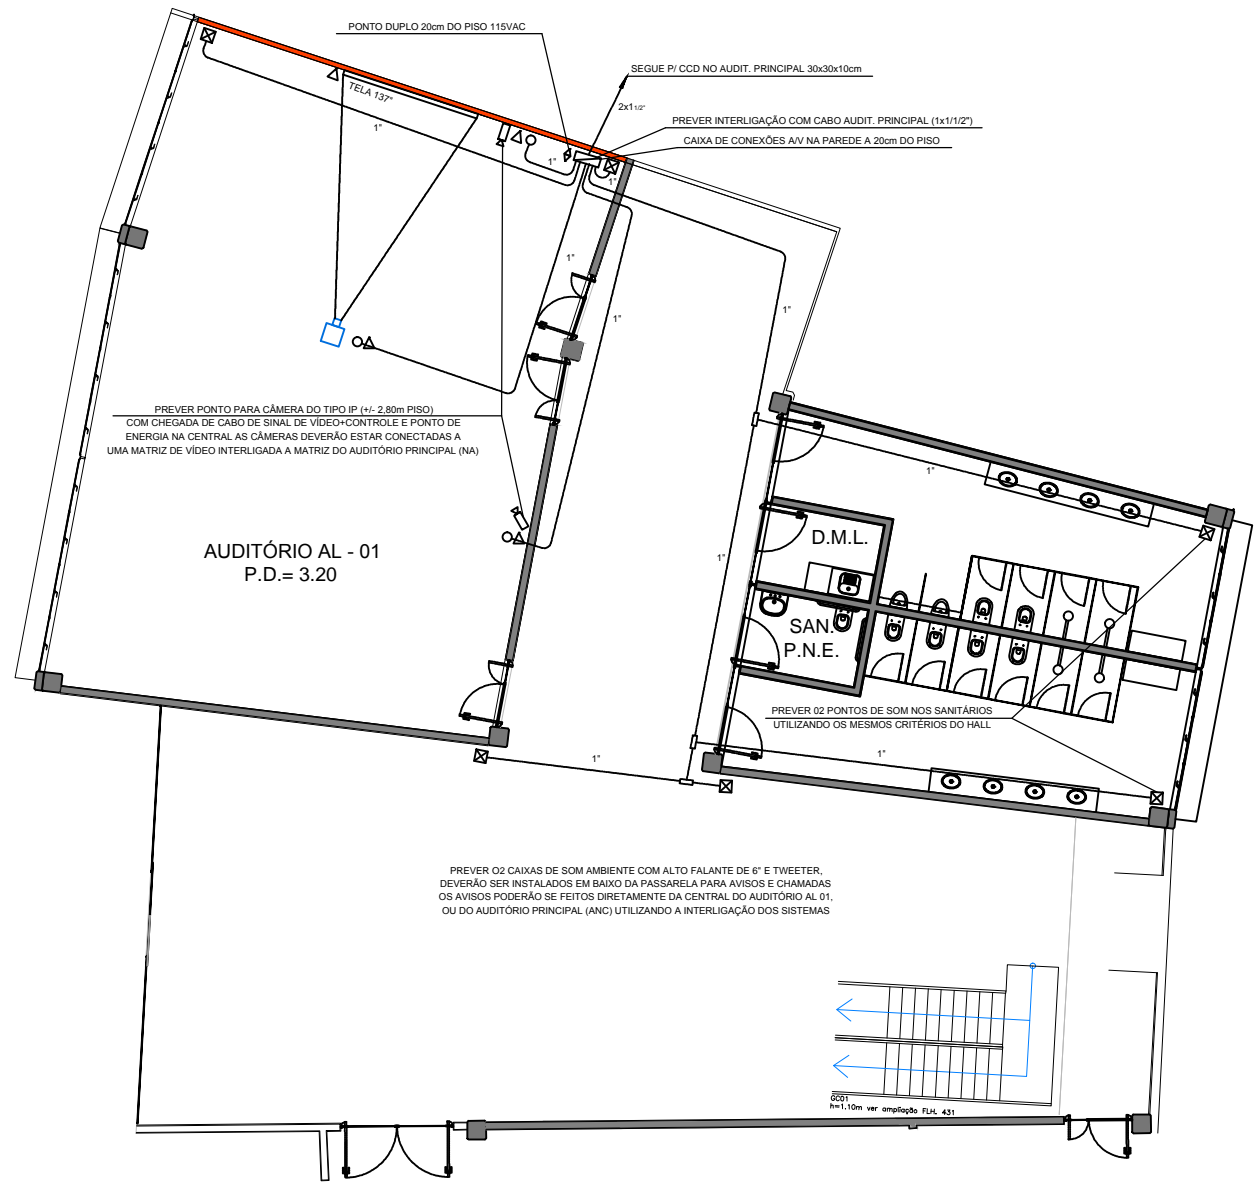 PONTO DUPLO 20cm DO PISO 115VAC
SEGUE P/ CCD NO AUDIT. PRINCIPAL 30x30x10cm
2x1 1/2"
TELA 137"
PREVER INTERLIGAÇÃO COM CABO AUDIT. PRINCIPAL (1x1/1/2")
CAIXA DE CONEXÕES A/V NA PAREDE A 20cm DO PISO
1"
1"
1"
1"
1"
1"
1"
PREVER PONTO PARA CÂMERA DO TIPO IP (+/- 2,80m PISO)
COM CHEGADA DE CABO DE SINAL DE VÍDEO+CONTROLE E PONTO DE
ENERGIA NA CENTRAL AS CÂMERAS DEVERÃO ESTAR CONECTADAS A
UMA MATRIZ DE VÍDEO INTERLIGADA A MATRIZ DO AUDITÓRIO PRINCIPAL (NA)
1"
AUDITÓRIO AL - 01
P.D.= 3.20
D.M.L.
1"
SAN.
P.N.E.
PREVER 02 PONTOS DE SOM NOS SANITÁRIOS
UTILIZANDO OS MESMOS CRITÉRIOS DO HALL
1"
1"
PREVER O2 CAIXAS DE SOM AMBIENTE COM ALTO FALANTE DE 6" E TWEETER,
DEVERÃO SER INSTALADOS EM BAIXO DA PASSARELA PARA AVISOS E CHAMADAS
OS AVISOS PODERÃO SE FEITOS DIRETAMENTE DA CENTRAL DO AUDITÓRIO AL 01,
OU DO AUDITÓRIO PRINCIPAL (ANC) UTILIZANDO A INTERLIGAÇÃO DOS SISTEMAS
GC01
h=1.10m ver ampliação FLH. 431